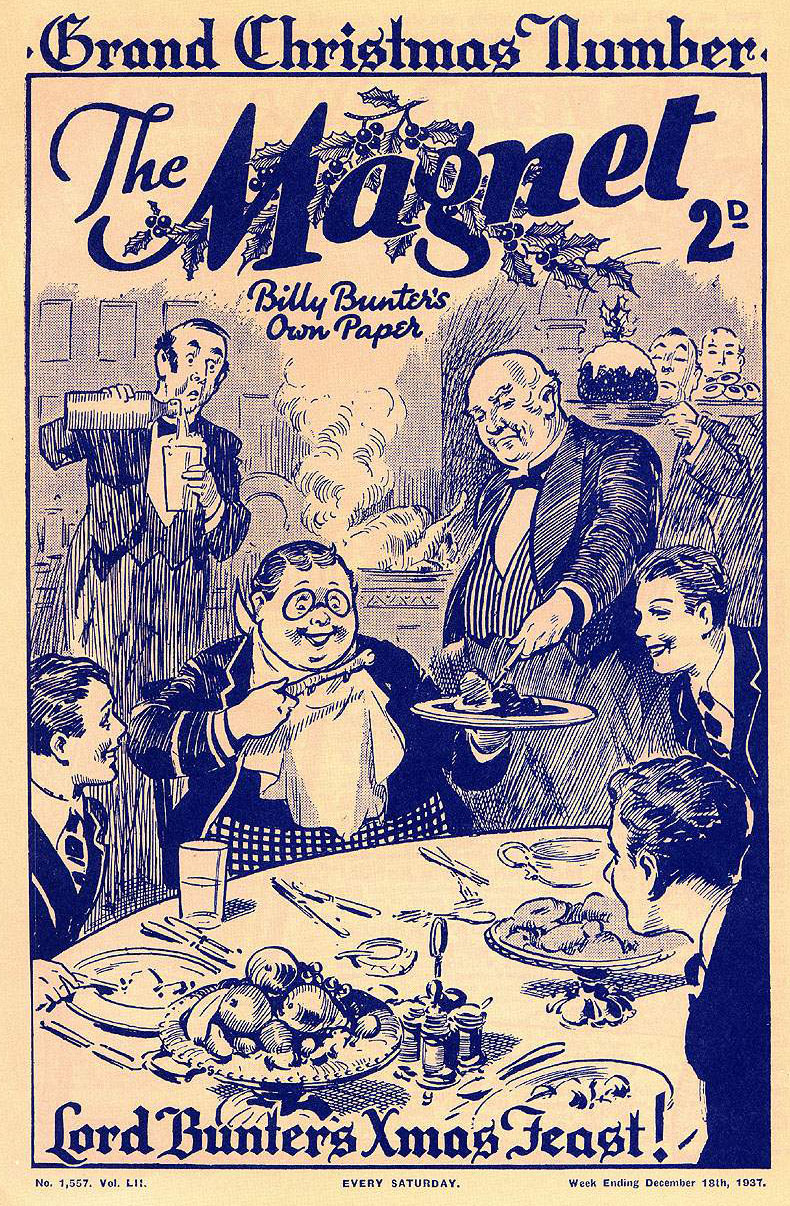 Grand Christmas Number
The Magnet
2D
Billy Bunter's
Own Paper
Lord Bunter's Xmas Feast!
No. 1,557. Vol. LII. EVERY SATURDAY. Week Ending December 18th, 1937.